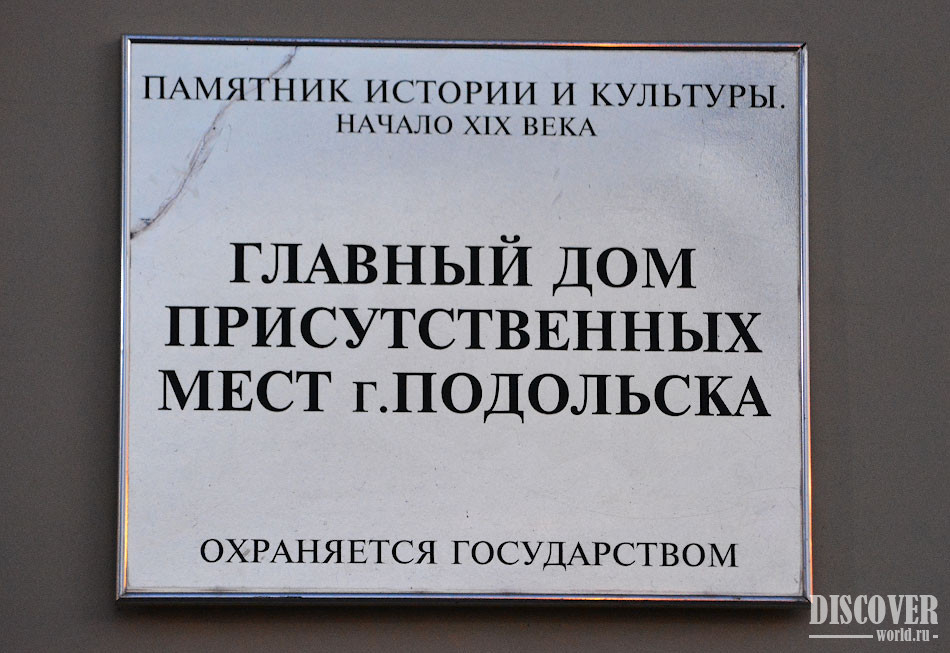 ПАМЯТНИК ИСТОРИИ И КУЛЬТУРЫ.
НАЧАЛО XIX ВЕКА
ГЛАВНЫЙ ДОМ
ПРИСУТСТВЕННЫХ
МЕСТ г.ПОДОЛЬСКА
ОХРАНЯЕТСЯ ГОСУДАРСТВОМ
DISCOVER
world.ru